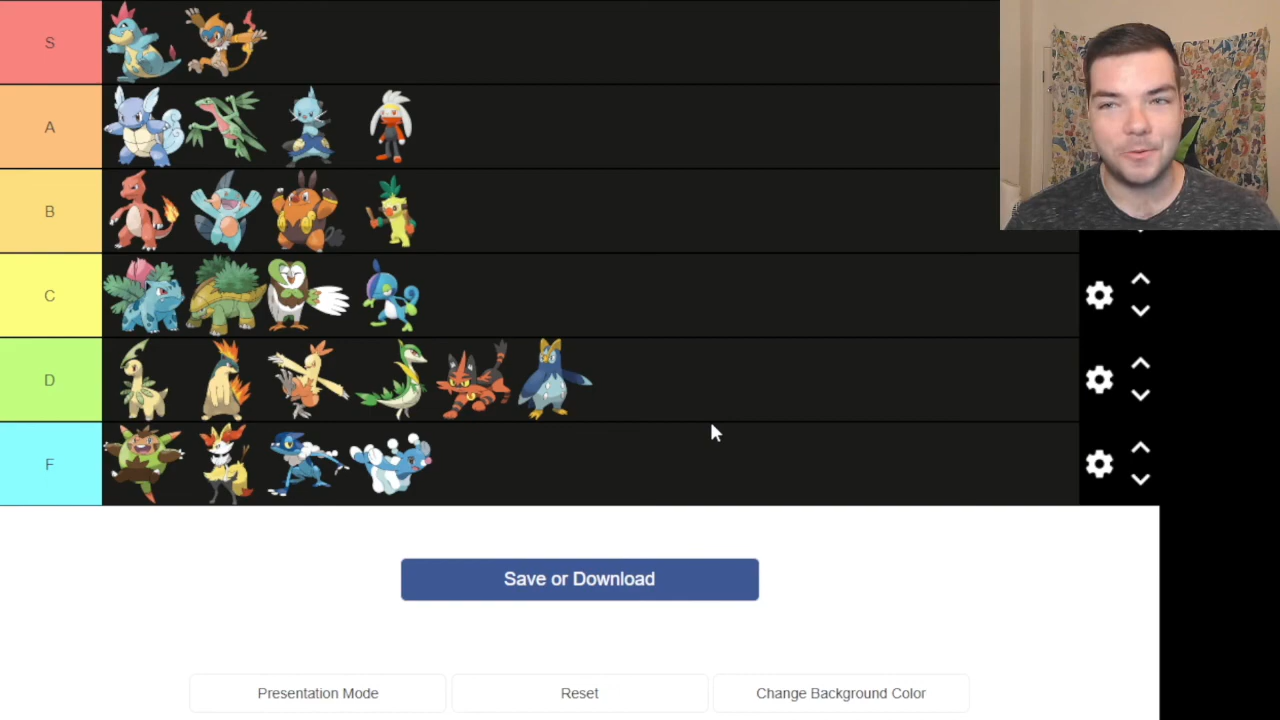 S
A
B
C
D
F
Save or Download
Presentation Mode
Reset
Change Background Color